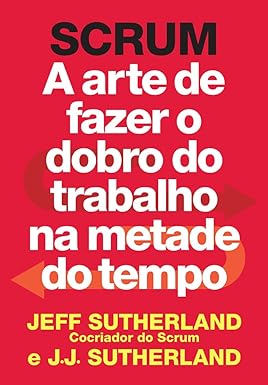 SCRUM
A arte de
fazer o
dobro do
trabalho
na metade
do tempo
JEFF SUTHERLAND
Cocriador do Scrum
e J.J. SUTHERLAND